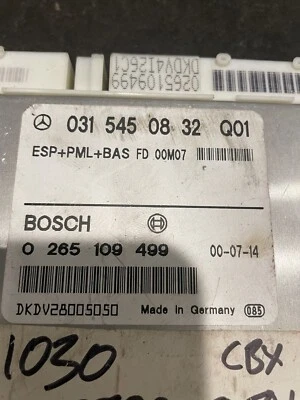 0265109499
DKDV4I26C1
031 545 08 32 Q01
ESP+PML+BAS FD 00M07
BOSCH
0 265 109 499 00-07-14
DKDV28005050 Made in Germany 085
1030 CBX